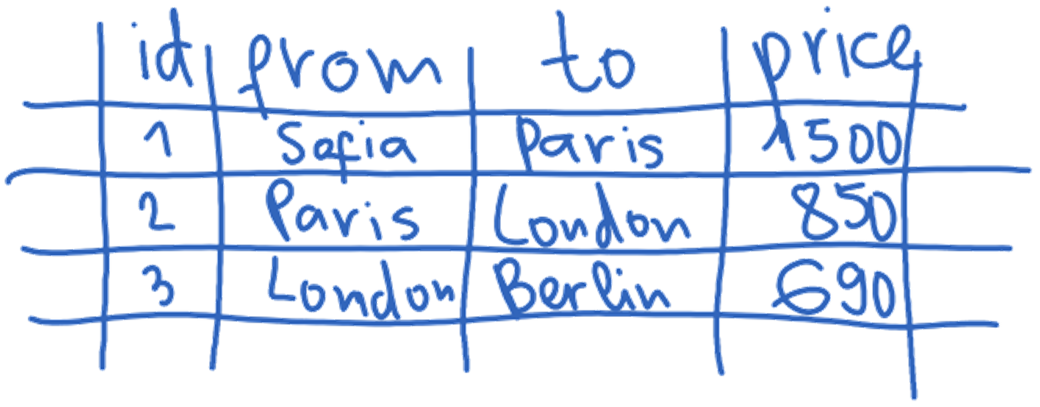 id from to price
1 Sofia Paris 1500
2 Paris London 850
3 London Berlin 690